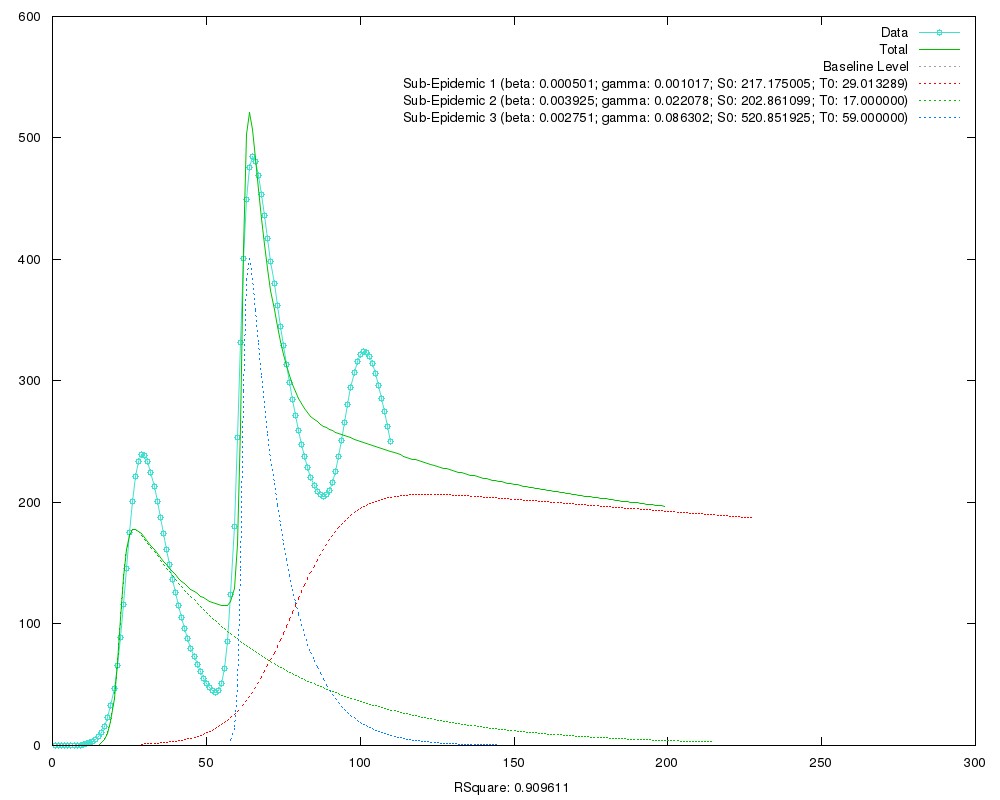 600
500
400
300
200
100
0
Data
Total
Baseline Level
Sub-Epidemic 1 (beta: 0.000501; gamma: 0.001017; S0: 217.175005; T0: 29.013289)
Sub-Epidemic 2 (beta: 0.003925; gamma: 0.022078; S0: 202.861099; T0: 17.000000)
Sub-Epidemic 3 (beta: 0.002751; gamma: 0.086302; S0: 520.851925; T0: 59.000000)
0 50 100 150 200 250 300
RSquare: 0.909611